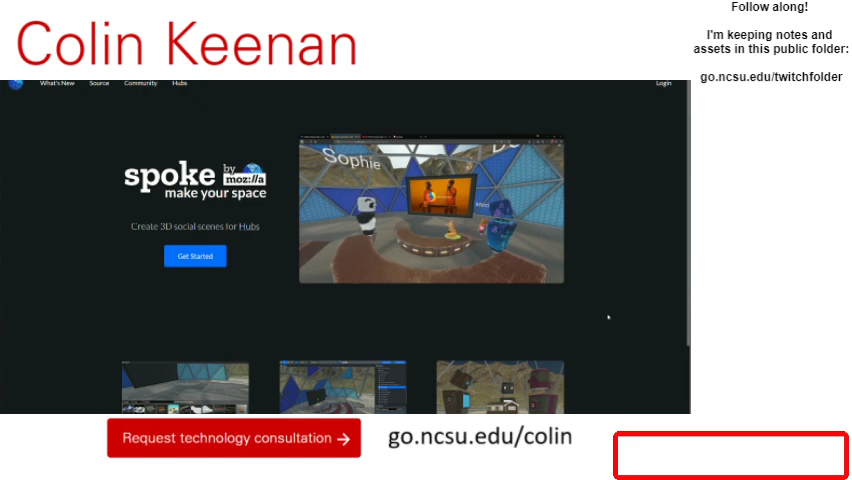 Colin Keenan
Follow along!
I'm keeping notes and
assets in this public folder:
go.ncsu.edu/twitchfolder
What's New
Source
Community
Hubs
Login
spoke by
moz://a
make your space
Create 3D social scenes for Hubs
Get Started
Sophie
Request technology consultation →
go.ncsu.edu/colin